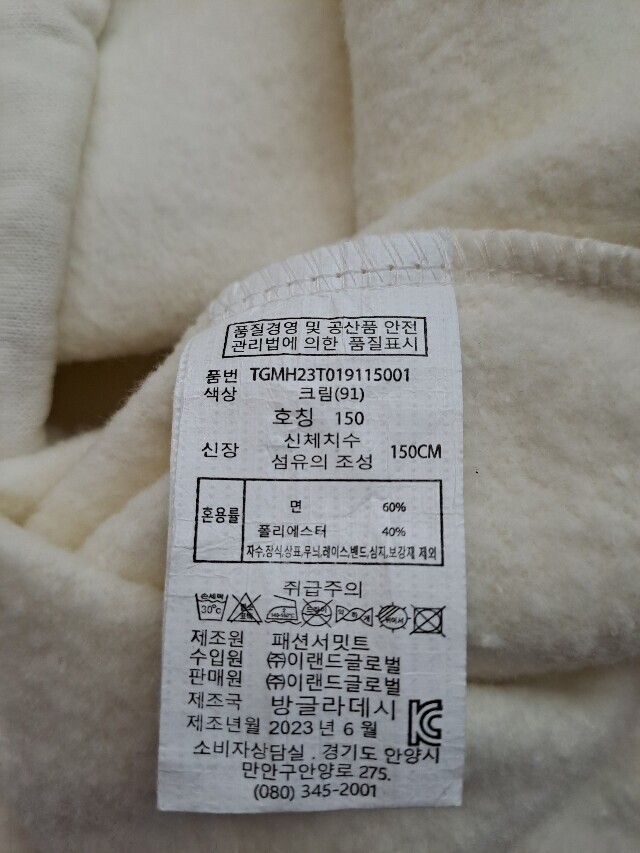 품질경영 및 공산품 안전
관리법에 의한 품질표시
품번 TGMH23T019115001
색상 크림(91)
호칭 150
신체치수
신장 150CM
섬유의 조성
혼용률
면 60%
폴리에스터 40%
자수,장식,상표,무늬,레이스,밴드,심지,보강재 제외
취급주의
손세탁
30°c
제조원 패션서밋트
수입원 ㈜이랜드글로벌
판매원 ㈜이랜드글로벌
제조국 방글라데시
제조년월 2023 년 6 월
소비자상담실 . 경기도 안양시
만안구안양로 275.
(080) 345-2001